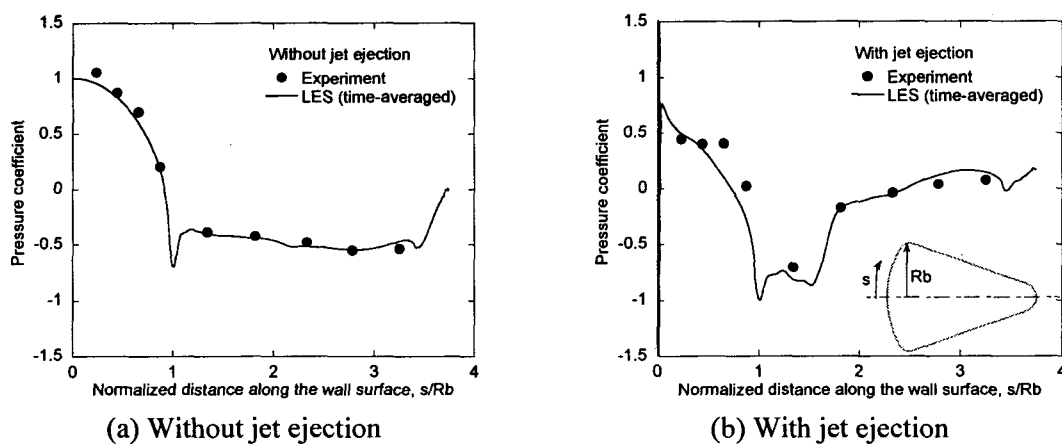 1.5
1
0.5
0
-0.5
-1
-1.5
Pressure coefficient
Without jet ejection
Experiment
LES (time-averaged)
0 1 2 3 4
Normalized distance along the wall surface, s/Rb
(a) Without jet ejection
1.5
1
0.5
0
-0.5
-1
-1.5
Pressure coefficient
With jet ejection
Experiment
LES (time-averaged)
s
Rb
0 1 2 3 4
Normalized distance along the wall surface, s/Rb
(b) With jet ejection